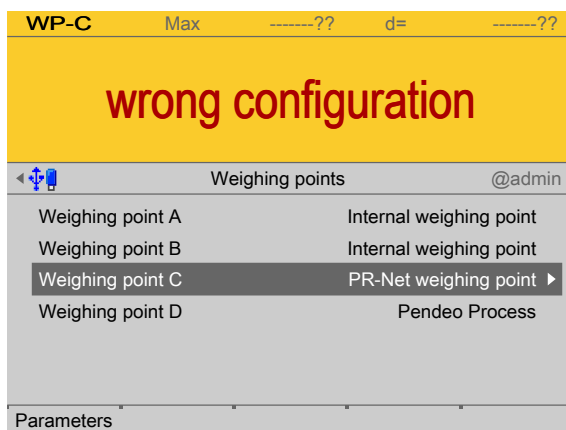 WP-C Max -------?? d= -------??
wrong configuration
Weighing points @admin
Weighing point A Internal weighing point
Weighing point B Internal weighing point
Weighing point C PR-Net weighing point
Weighing point D Pendeo Process
Parameters